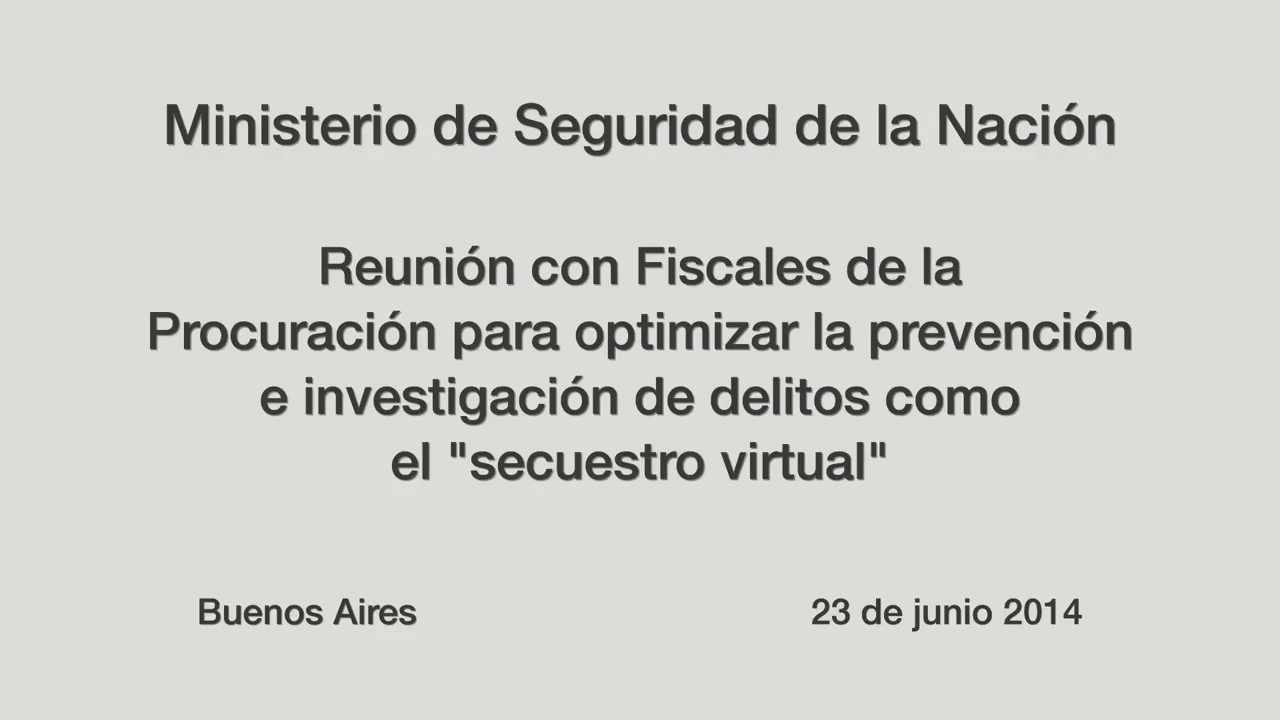 Ministerio de Seguridad de la Nación
Reunión con Fiscales de la
Procuración para optimizar la prevención
e investigación de delitos como
el "secuestro virtual"
Buenos Aires
23 de junio 2014